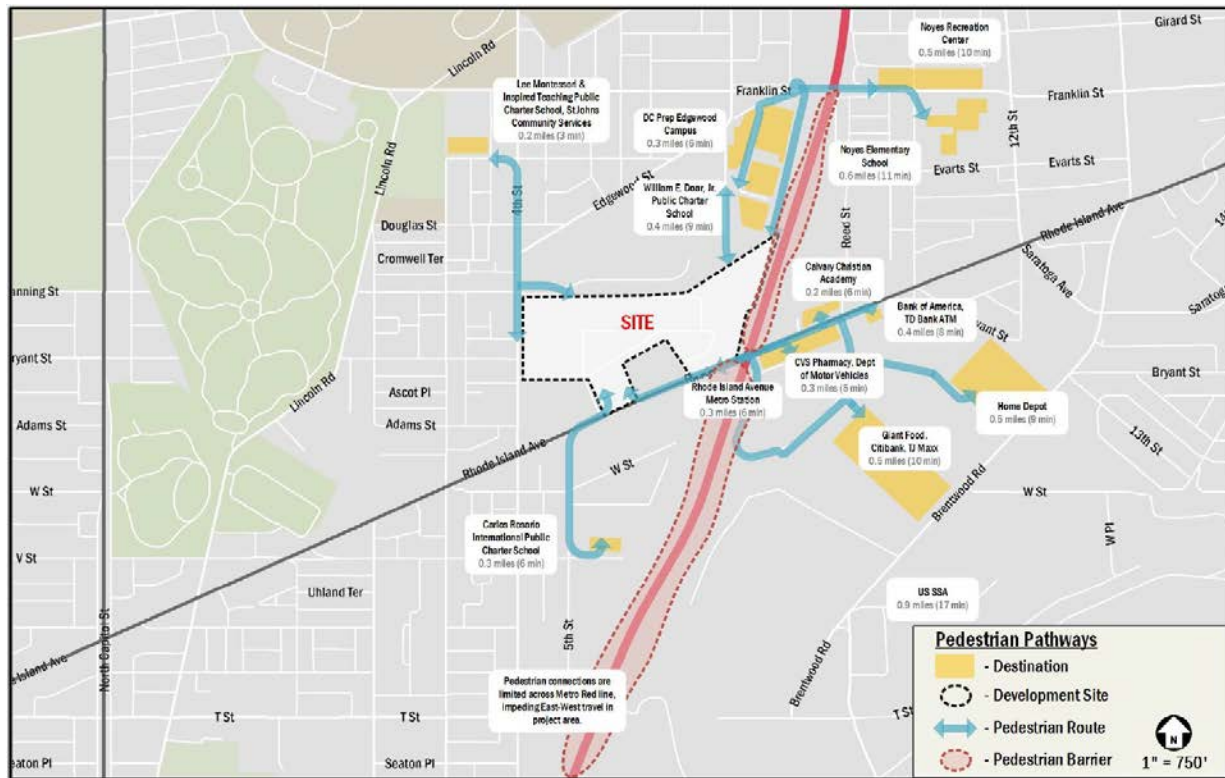 Girard St
Noyes Recreation
Center
0.5 miles (10 min)
Lincoln Rd
Lee Montessori &
Inspired Teaching Public
Charter School, St Johns
Community Services
0.2 miles (3 min)
Franklin St
Franklin St
DC Prep Edgewood
Campus
0.3 miles (6 min)
12th St
Noyes Elementary
School
0.6 miles (11 min)
Evarts St
Evarts St
Lincoln Rd
4th St
Edgewood St
William E. Doar, Jr.
Public Charter
School
0.4 miles (9 min)
Reed St
Rhode Island Ave
Douglas St
Cromwell Ter
Calvary Christian
Academy
0.2 miles (6 min)
Saratoga Ave
anning St
SITE
Bank of America,
TD Bank ATM
0.4 miles (8 min)
Saratoga
ryant St
ryant St
Lincoln Rd
Rhode Island Avenue
Metro Station
0.3 miles (6 min)
CVS Pharmacy, Dept
of Motor Vehicles
0.3 miles (5 min)
Bryant St
Ascot Pl
Home Depot
0.5 miles (9 min)
Adams St
Adams St
Rhode Island Ave
Giant Food,
Citibank, TJ Maxx
0.5 miles (10 min)
13th St
W St
W St
Brentwood Rd
W St
Carlos Rosario
International Public
Charter School
0.3 miles (6 min)
V St
W Pl
Uhland Ter
US SSA
0.9 miles (17 min)
North Capitol St
5th St
e Island Ave
Brentwood Rd
Pedestrian connections are
limited across Metro Red line,
impeding East-West travel in
project area.
T St
T St
T St
eaton Pl
Seaton Pl
Pedestrian Pathways
- Destination
- Development Site
- Pedestrian Route
- Pedestrian Barrier
N
1" = 750'